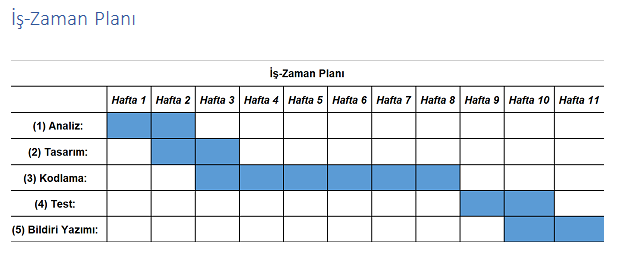 İş-Zaman Planı
İş-Zaman Planı
Hafta 1 Hafta 2 Hafta 3 Hafta 4 Hafta 5 Hafta 6 Hafta 7 Hafta 8 Hafta 9 Hafta 10 Hafta 11
(1) Analiz:
(2) Tasarım:
(3) Kodlama:
(4) Test:
(5) Bildiri Yazımı: